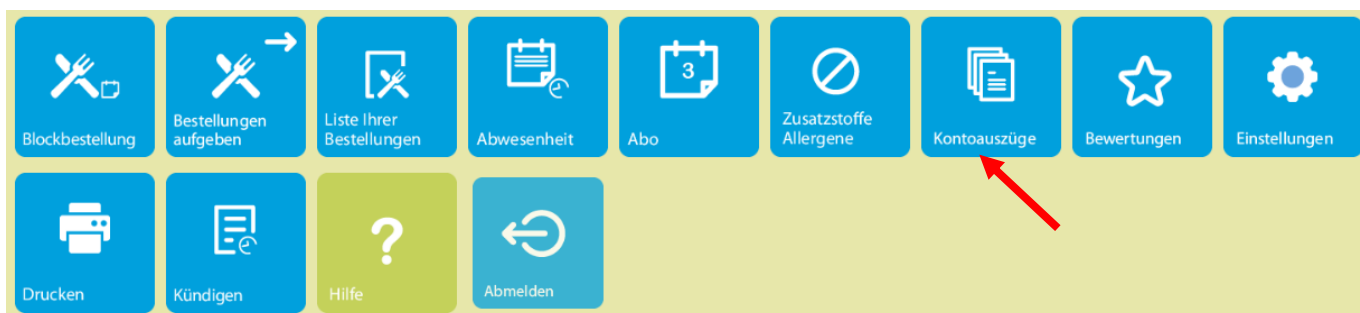 Blockbestellung
Bestellungen
aufgeben
Liste Ihrer
Bestellungen
Abwesenheit
3
Abo
Zusatzstoffe
Allergene
Kontoauszüge
Bewertungen
Einstellungen
Drucken
Kündigen
?
Hilfe
Abmelden